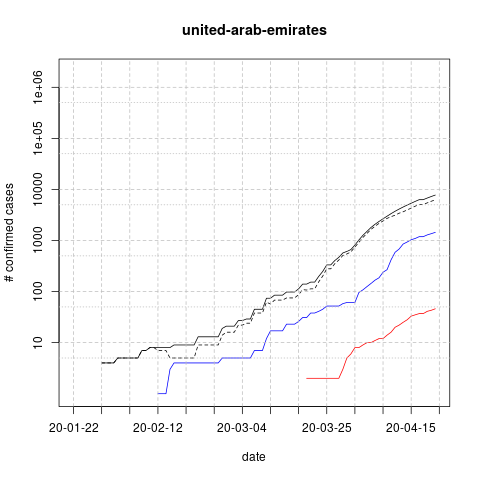 united-arab-emirates
# confirmed cases
1e+06
1e+05
10000
1000
100
10
20-01-22
20-02-12
20-03-04
20-03-25
20-04-15
date